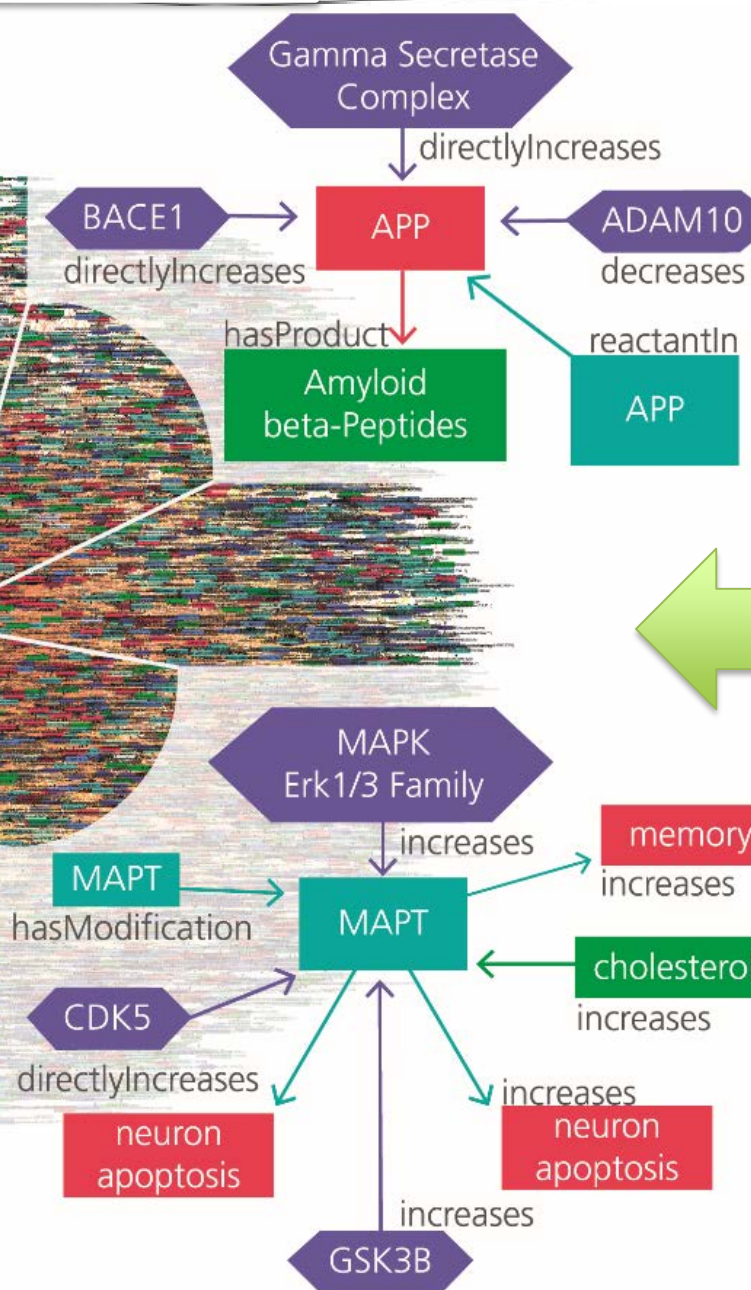 Gamma Secretase
Complex
directlyIncreases
BACE1
APP
ADAM10
directlyIncreases
decreases
hasProduct
reactantIn
Amyloid
beta-Peptides
APP
MAPK
Erk1/3 Family
increases
memory
increases
MAPT
hasModification
MAPT
cholestero
increases
CDK5
directlyIncreases
increases
neuron
apoptosis
neuron
apoptosis
increases
GSK3B